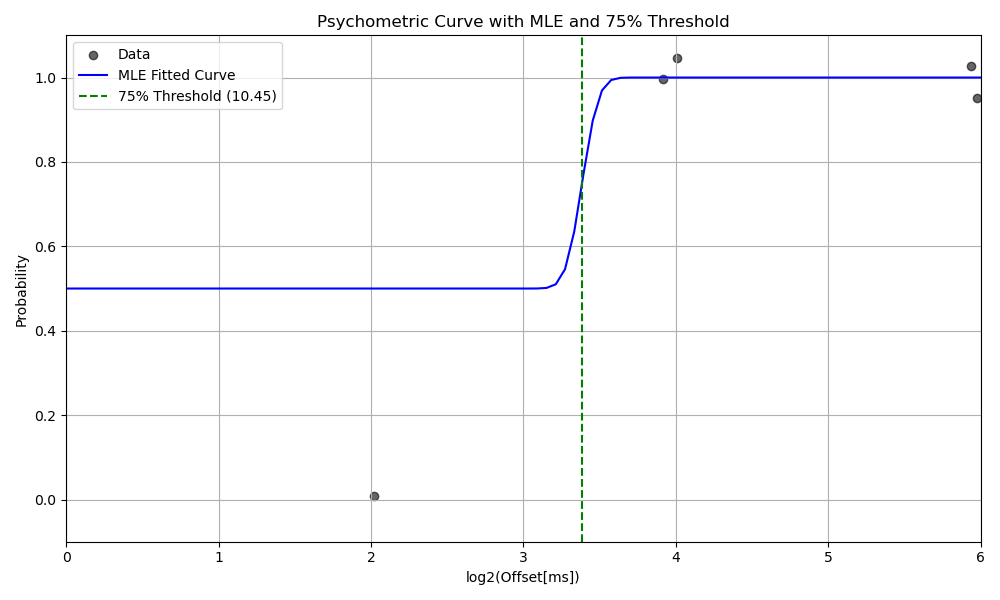 Psychometric Curve with MLE and 75% Threshold
Data
MLE Fitted Curve
75% Threshold (10.45)
Probability
1.0
0.8
0.6
0.4
0.2
0.0
0 1 2 3 4 5 6
log2(Offset[ms])